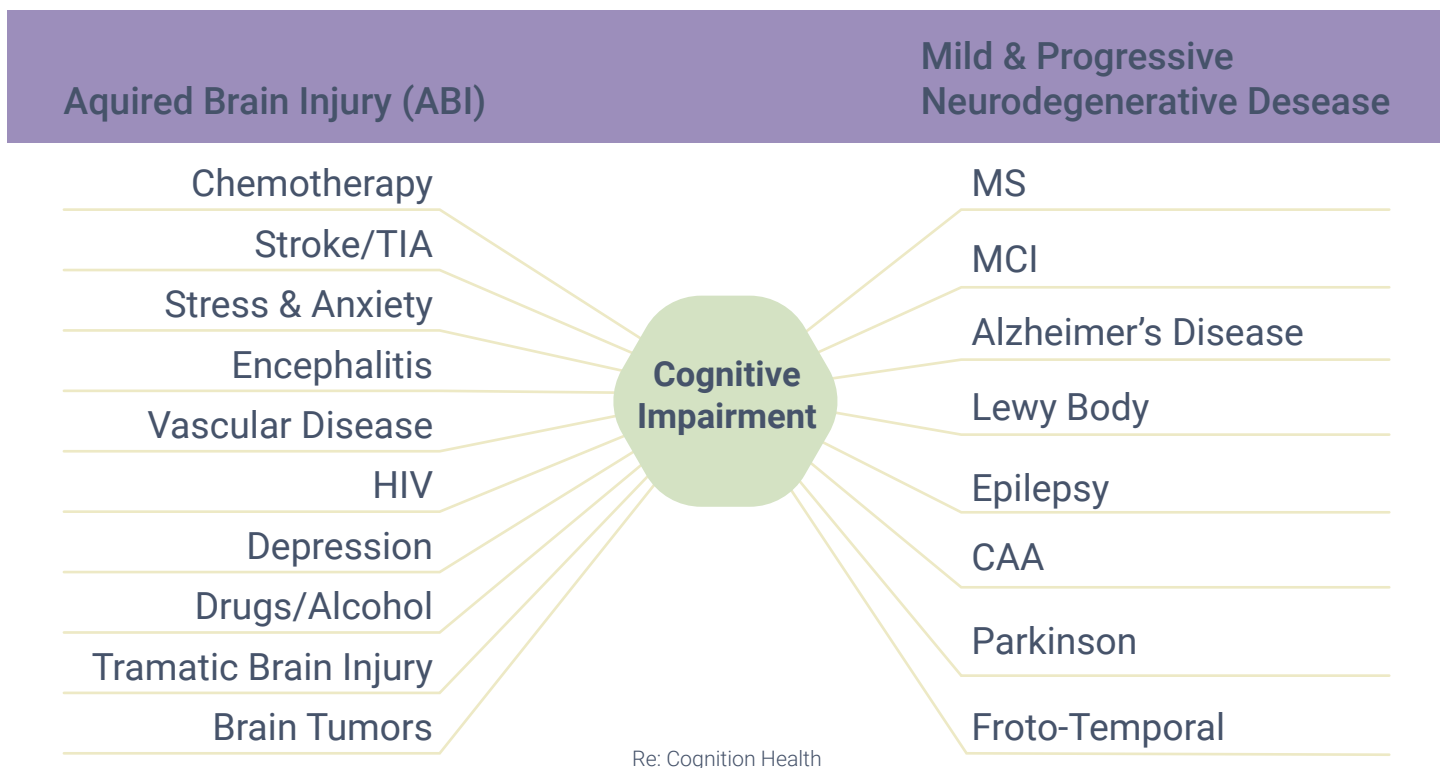 Aquired Brain Injury (ABI)
Mild & Progressive
Neurodegenerative Desease
Chemotherapy
Stroke/TIA
Stress & Anxiety
Encephalitis
Vascular Disease
HIV
Depression
Drugs/Alcohol
Tramatic Brain Injury
Brain Tumors
Cognitive
Impairment
MS
MCI
Alzheimer’s Disease
Lewy Body
Epilepsy
CAA
Parkinson
Froto-Temporal
Re: Cognition Health